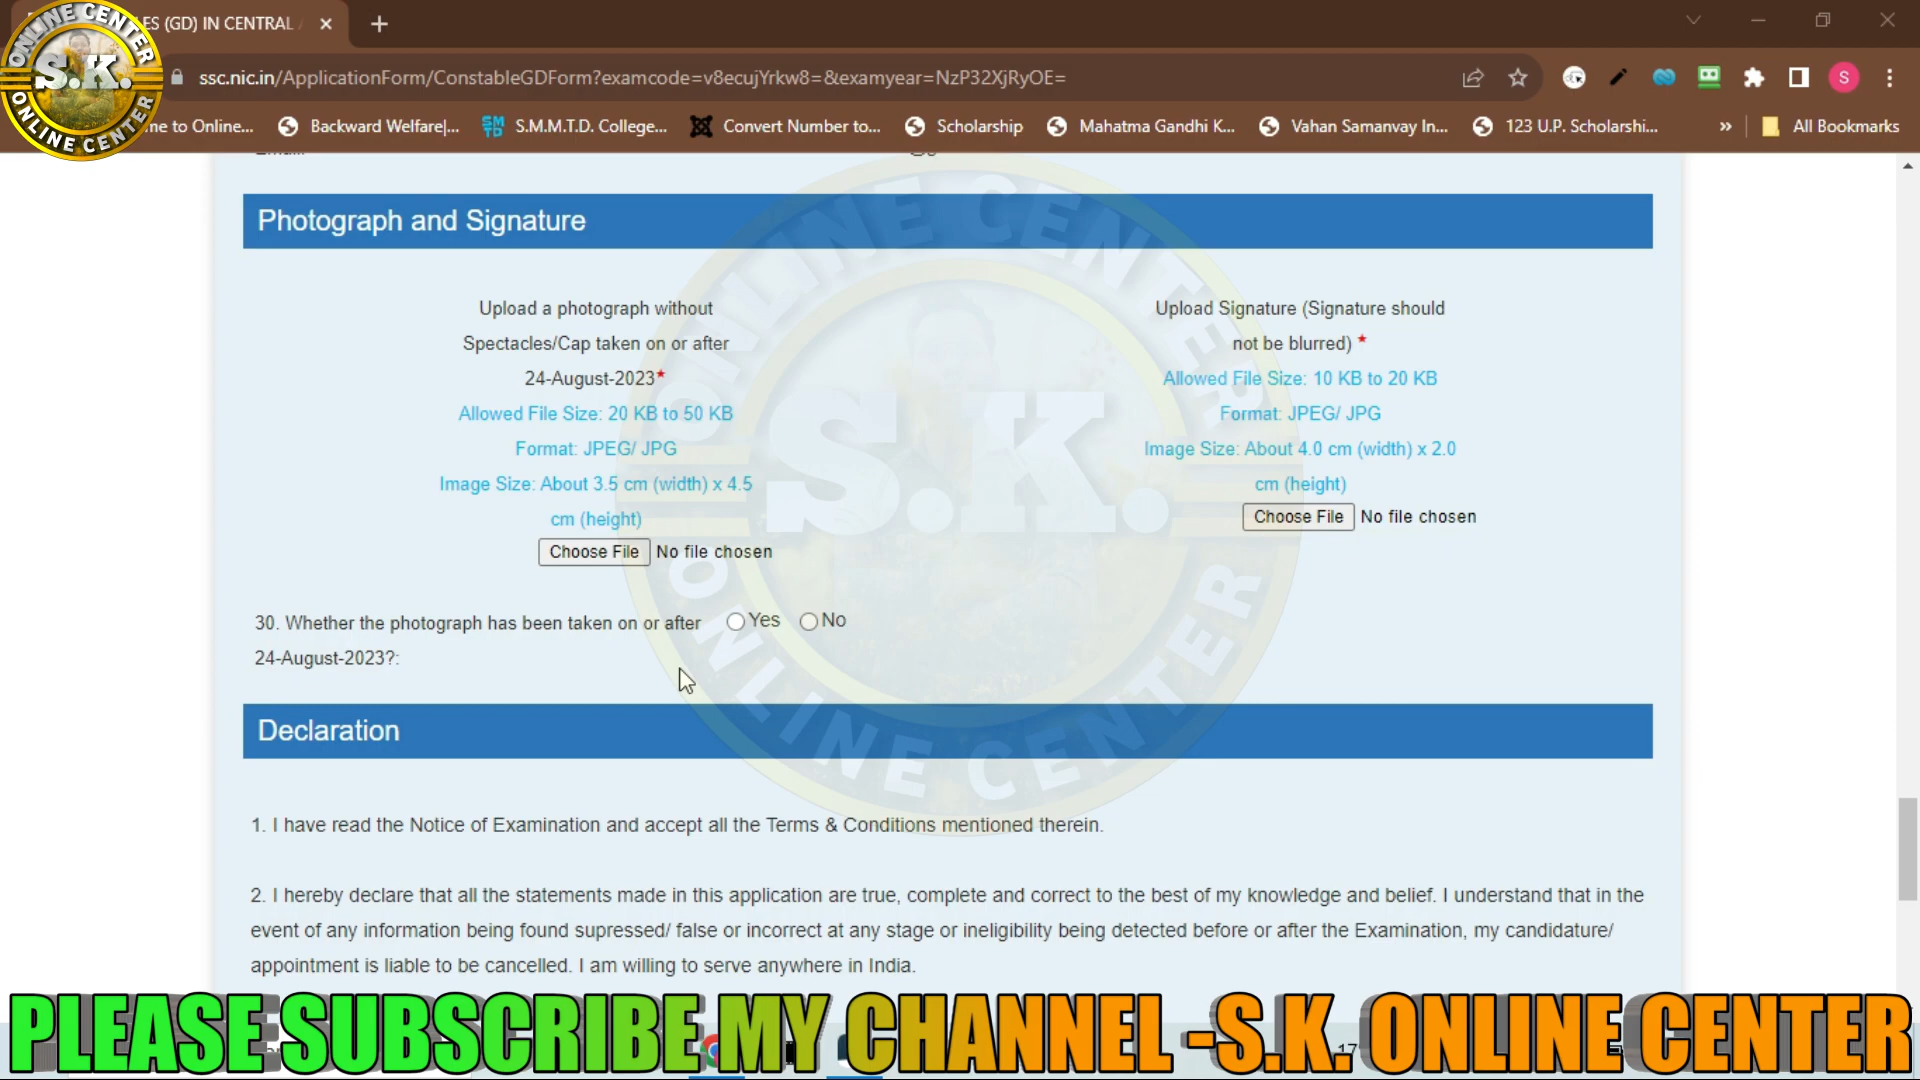 ES (GD) IN CENTRAL
ssc.nic.in/ApplicationForm/ConstableGDForm?examcode=v8ecujYrkw8=&examyear=NzP32XjRyOE=
S
ONLINE CENTER
S.K.
ONLINE CENTER
me to Online...
Backward Welfare|...
S.M.M.T.D. College...
Convert Number to...
Scholarship
Mahatma Gandhi K...
Vahan Samanvay In...
123 U.P. Scholarshi...
»
All Bookmarks
Photograph and Signature
Upload a photograph without
Spectacles/Cap taken on or after
24-August-2023*
Allowed File Size: 20 KB to 50 KB
Format: JPEG/ JPG
Image Size: About 3.5 cm (width) x 4.5
cm (height)
Choose File No file chosen
Upload Signature (Signature should
not be blurred) *
Allowed File Size: 10 KB to 20 KB
Format: JPEG/ JPG
Image Size: About 4.0 cm (width) x 2.0
cm (height)
Choose File No file chosen
ONLINE CENTER
S.K.
ONLINE CENTER
30. Whether the photograph has been taken on or after
24-August-2023?:
Yes No
Declaration
1. I have read the Notice of Examination and accept all the Terms & Conditions mentioned therein.
2. I hereby declare that all the statements made in this application are true, complete and correct to the best of my knowledge and belief. I understand that in the
event of any information being found supressed/ false or incorrect at any stage or ineligibility being detected before or after the Examination, my candidature/
appointment is liable to be cancelled. I am willing to serve anywhere in India.
PLEASE SUBSCRIBE MY CHANNEL -S.K. ONLINE CENTER